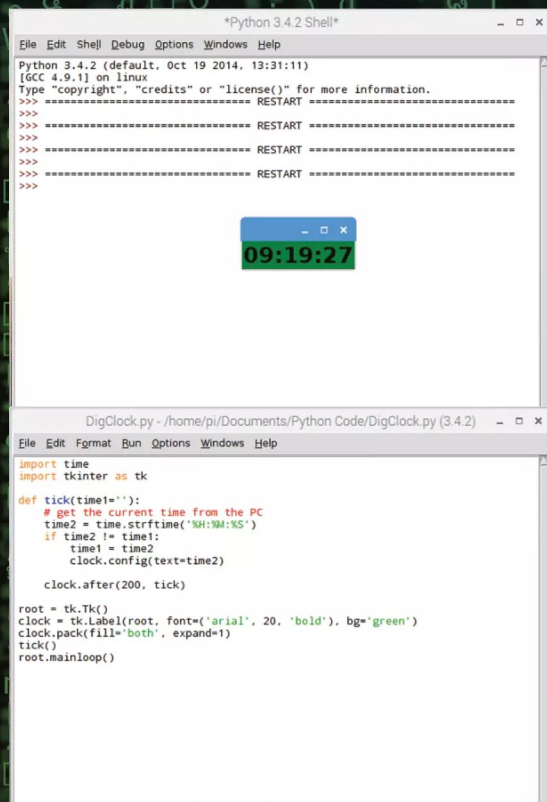 *Python 3.4.2 Shell*
File Edit Shell Debug Options Windows Help
Python 3.4.2 (default, Oct 19 2014, 13:31:11)
[GCC 4.9.1] on linux
Type "copyright", "credits" or "license()" for more information.
>>> ================================ RESTART ================================
>>>
>>> ================================ RESTART ================================
>>>
>>> ================================ RESTART ================================
>>>
>>> ================================ RESTART ================================
>>>
09:19:27
DigClock.py - /home/pi/Documents/Python Code/DigClock.py (3.4.2)
File Edit Format Run Options Windows Help
import time
import tkinter as tk
def tick(time1=''):
    # get the current time from the PC
    time2 = time.strftime('%H:%M:%S')
    if time2 != time1:
        time1 = time2
        clock.config(text=time2)
    clock.after(200, tick)
root = tk.Tk()
clock = tk.Label(root, font=('arial', 20, 'bold'), bg='green')
clock.pack(fill='both', expand=1)
tick()
root.mainloop()